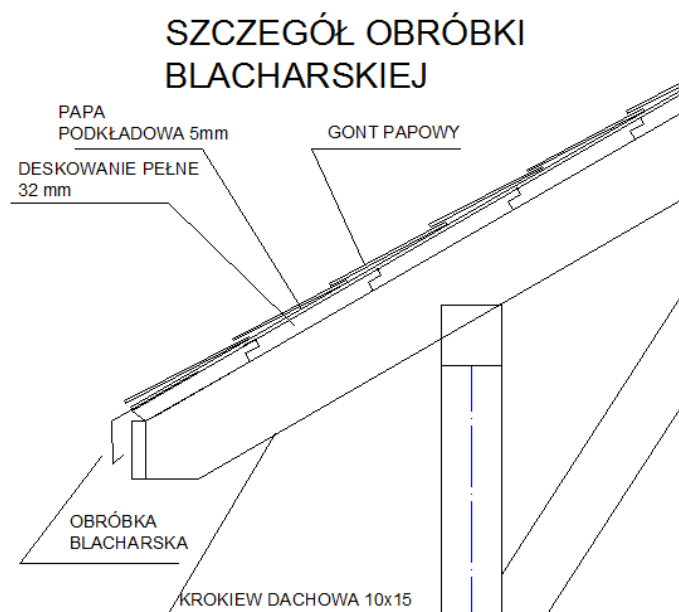 SZCZEGÓŁ OBRÓBKI
BLACHARSKIEJ
PAPA
PODKŁADOWA 5mm
GONT PAPOWY
DESKOWANIE PEŁNE
32 mm
OBRÓBKA
BLACHARSKA
KROKIEW DACHOWA 10x15